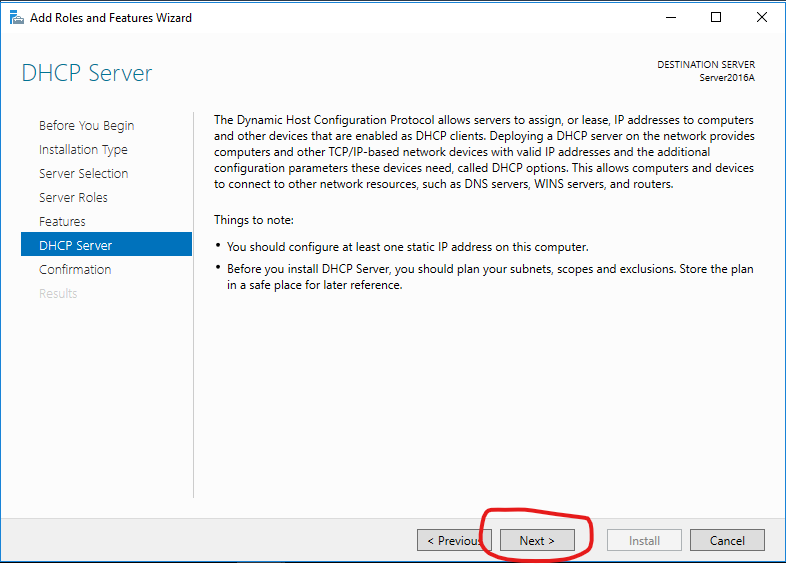 Add Roles and Features Wizard
DHCP Server
DESTINATION SERVER
Server2016A
Before You Begin
Installation Type
Server Selection
Server Roles
Features
DHCP Server
Confirmation
Results
The Dynamic Host Configuration Protocol allows servers to assign, or lease, IP addresses to computers
and other devices that are enabled as DHCP clients. Deploying a DHCP server on the network provides
computers and other TCP/IP-based network devices with valid IP addresses and the additional
configuration parameters these devices need, called DHCP options. This allows computers and devices
to connect to other network resources, such as DNS servers, WINS servers, and routers.
Things to note:
• You should configure at least one static IP address on this computer.
• Before you install DHCP Server, you should plan your subnets, scopes and exclusions. Store the plan
in a safe place for later reference.
< Previous
Next >
Install
Cancel